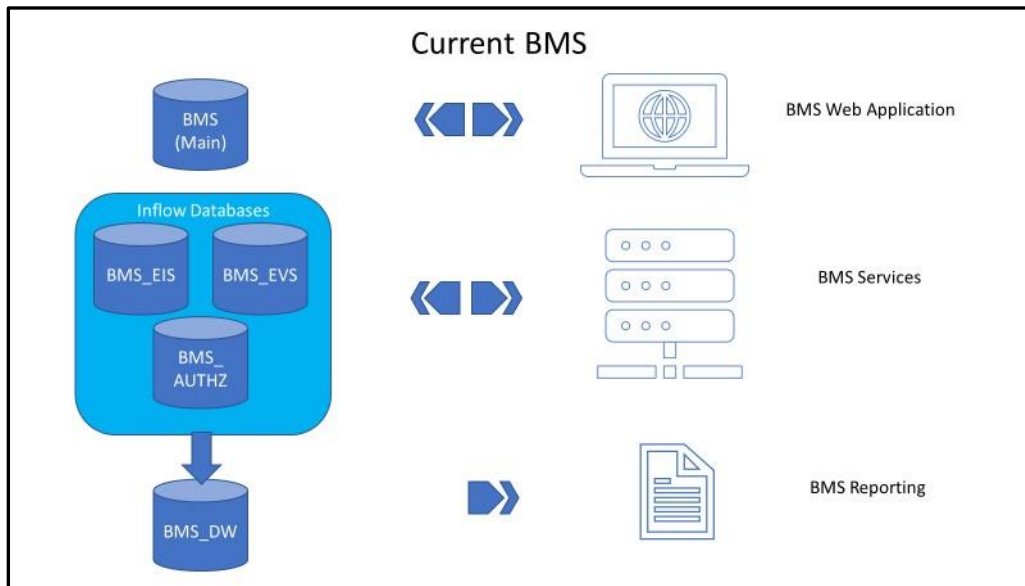 Current BMS
BMS
(Main)
BMS Web Application
Inflow Databases
BMS_EIS
BMS_EVS
BMS_
AUTHZ
BMS Services
BMS_DW
BMS Reporting